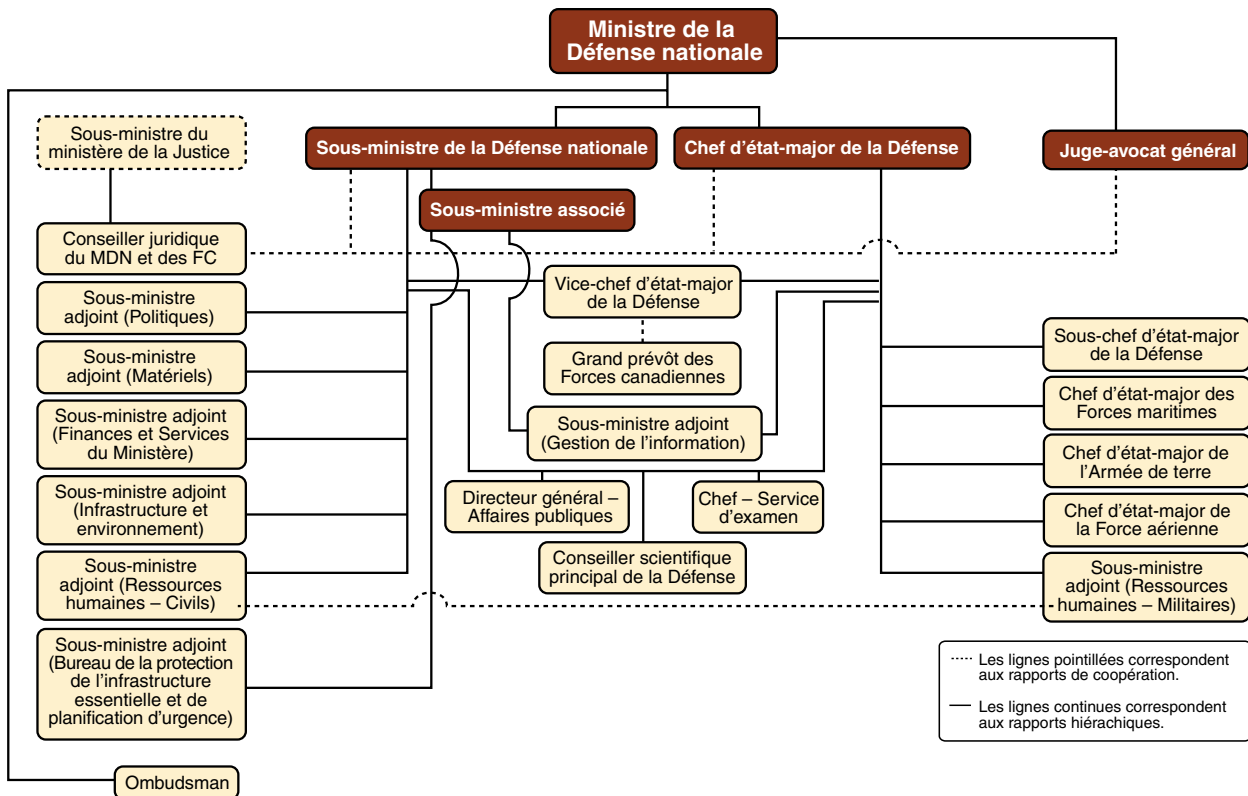 Ministre de la
Défense nationale
Sous-ministre du
ministère de la Justice
Sous-ministre de la Défense nationale
Chef d'état-major de la Défense
Juge-avocat général
Sous-ministre associé
Conseiller juridique
du MDN et des FC
Vice-chef d'état-major
de la Défense
Sous-ministre
adjoint (Politiques)
Sous-chef d'état-major
de la Défense
Sous-ministre
adjoint (Matériels)
Grand prévôt des
Forces canadiennes
Chef d'état-major des
Forces maritimes
Sous-ministre adjoint
(Finances et Services
du Ministère)
Sous-ministre adjoint
(Gestion de l'information)
Chef d'état-major de
l'Armée de terre
Sous-ministre adjoint
(Infrastructure et
environnement)
Directeur général –
Affaires publiques
Chef – Service
d'examen
Chef d'état-major de
la Force aérienne
Sous-ministre
adjoint (Ressources
humaines – Civils)
Conseiller scientifique
principal de la Défense
Sous-ministre
adjoint (Ressources
humaines – Militaires)
Sous-ministre adjoint
(Bureau de la protection
de l'infrastructure
essentielle et de
planification d'urgence)
Les lignes pointillées correspondent
aux rapports de coopération.
Les lignes continues correspondent
aux rapports hiérachiques.
Ombudsman